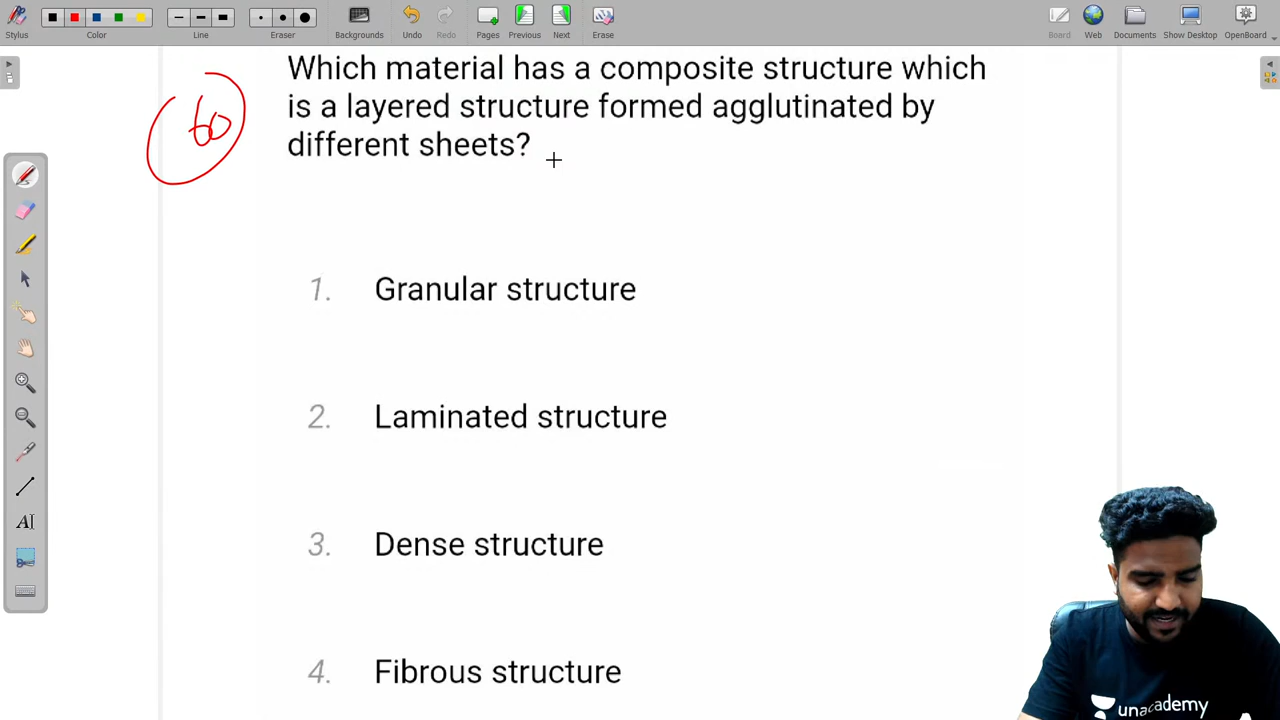 Stylus
Color
Line
Eraser
Backgrounds
Undo
Redo
Pages
Previous
Next
Erase
Board
Web
Documents
Show Desktop
OpenBoard
60
Which material has a composite structure which
is a layered structure formed agglutinated by
different sheets?
1. Granular structure
2. Laminated structure
3. Dense structure
4. Fibrous structure
AI
unacademy